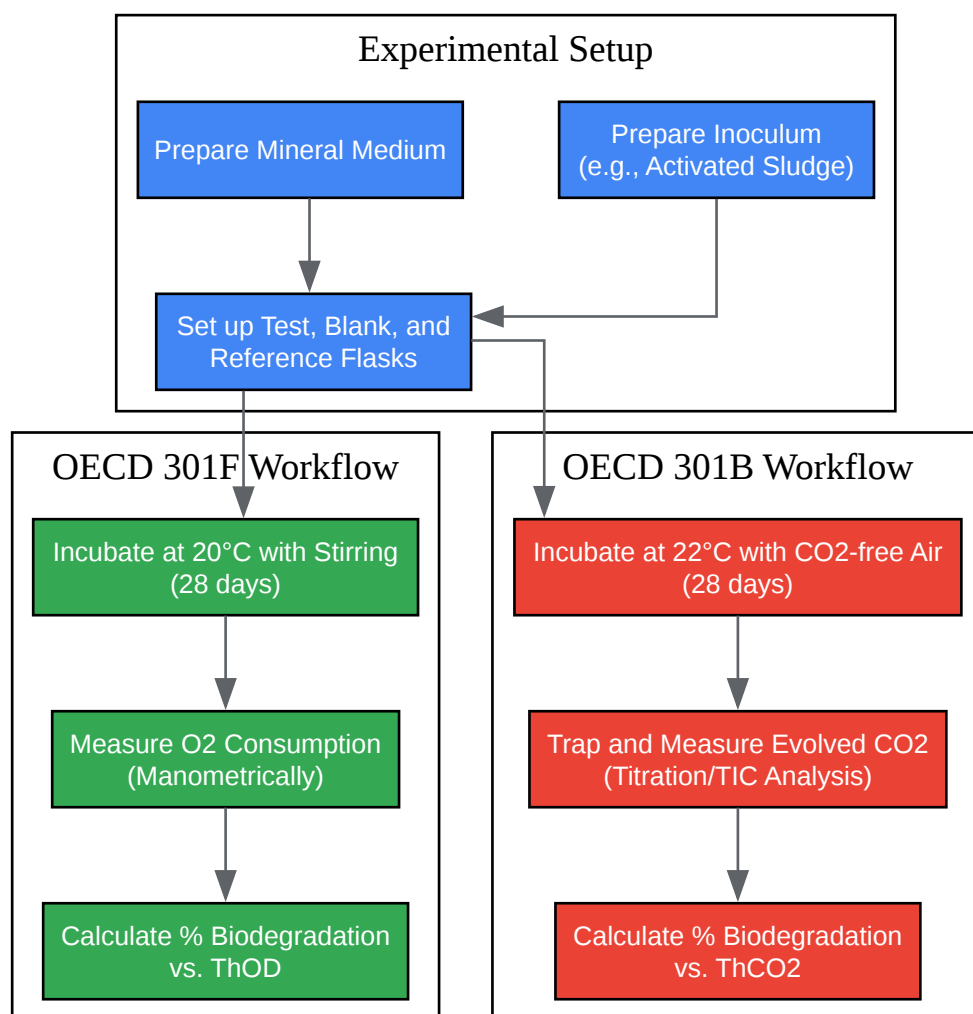 Experimental Setup
Prepare Mineral Medium
Prepare Inoculum
(e.g., Activated Sludge)
Set up Test, Blank, and
Reference Flasks
OECD 301F Workflow
Incubate at 20°C with Stirring
(28 days)
Measure O2 Consumption
(Manometrically)
Calculate % Biodegradation
vs. ThOD
OECD 301B Workflow
Incubate at 22°C with CO2-free Air
(28 days)
Trap and Measure Evolved CO2
(Titration/TIC Analysis)
Calculate % Biodegradation
vs. ThCO2